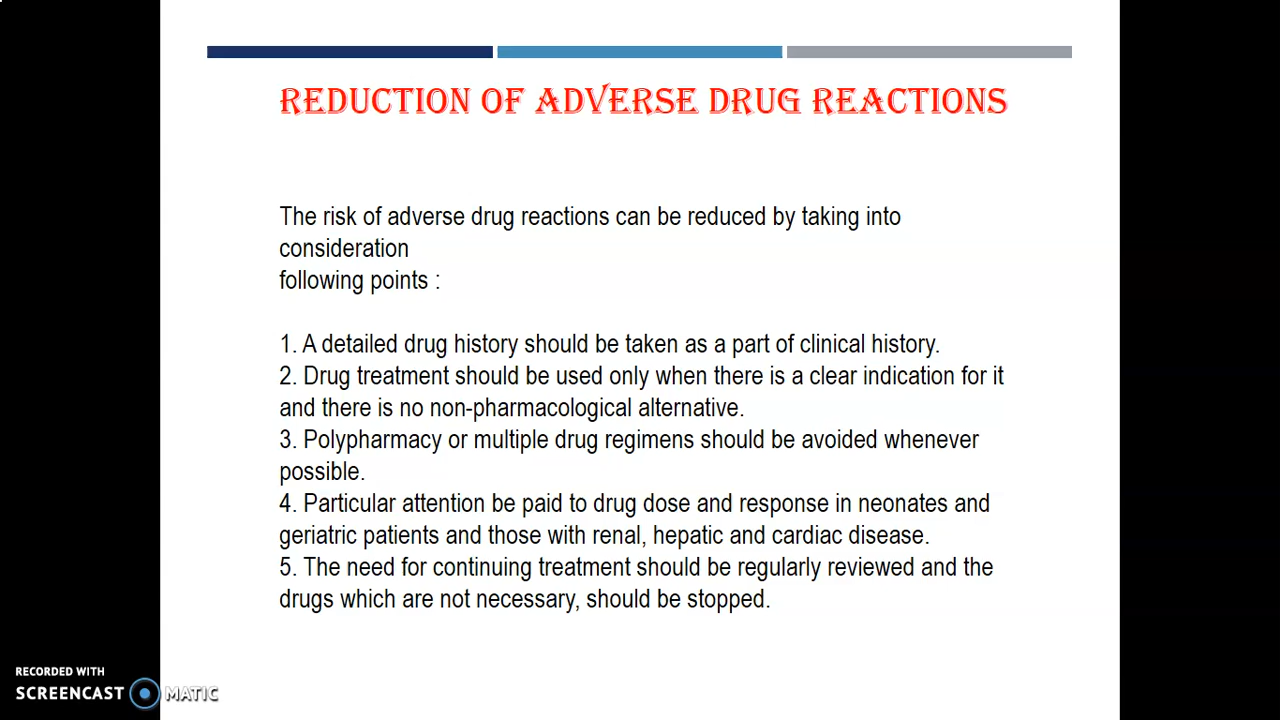 REDUCTION OF ADVERSE DRUG REACTIONS
The risk of adverse drug reactions can be reduced by taking into
consideration
following points :
1. A detailed drug history should be taken as a part of clinical history.
2. Drug treatment should be used only when there is a clear indication for it
and there is no non-pharmacological alternative.
3. Polypharmacy or multiple drug regimens should be avoided whenever
possible.
4. Particular attention be paid to drug dose and response in neonates and
geriatric patients and those with renal, hepatic and cardiac disease.
5. The need for continuing treatment should be regularly reviewed and the
drugs which are not necessary, should be stopped.
RECORDED WITH
SCREENCAST MATIC